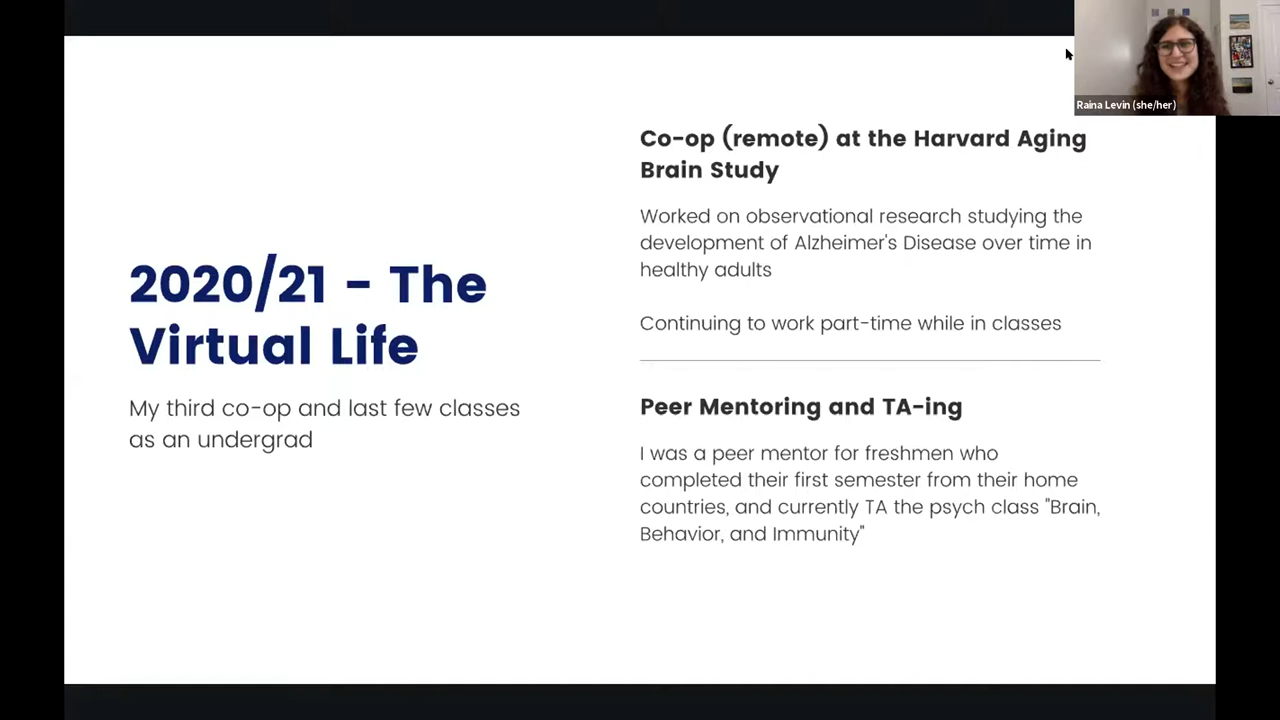 Raina Levin (she/her)
2020/21 - The
Virtual Life
My third co-op and last few classes
as an undergrad
Co-op (remote) at the Harvard Aging
Brain Study
Worked on observational research studying the
development of Alzheimer's Disease over time in
healthy adults
Continuing to work part-time while in classes
Peer Mentoring and TA-ing
I was a peer mentor for freshmen who
completed their first semester from their home
countries, and currently TA the psych class "Brain,
Behavior, and Immunity"